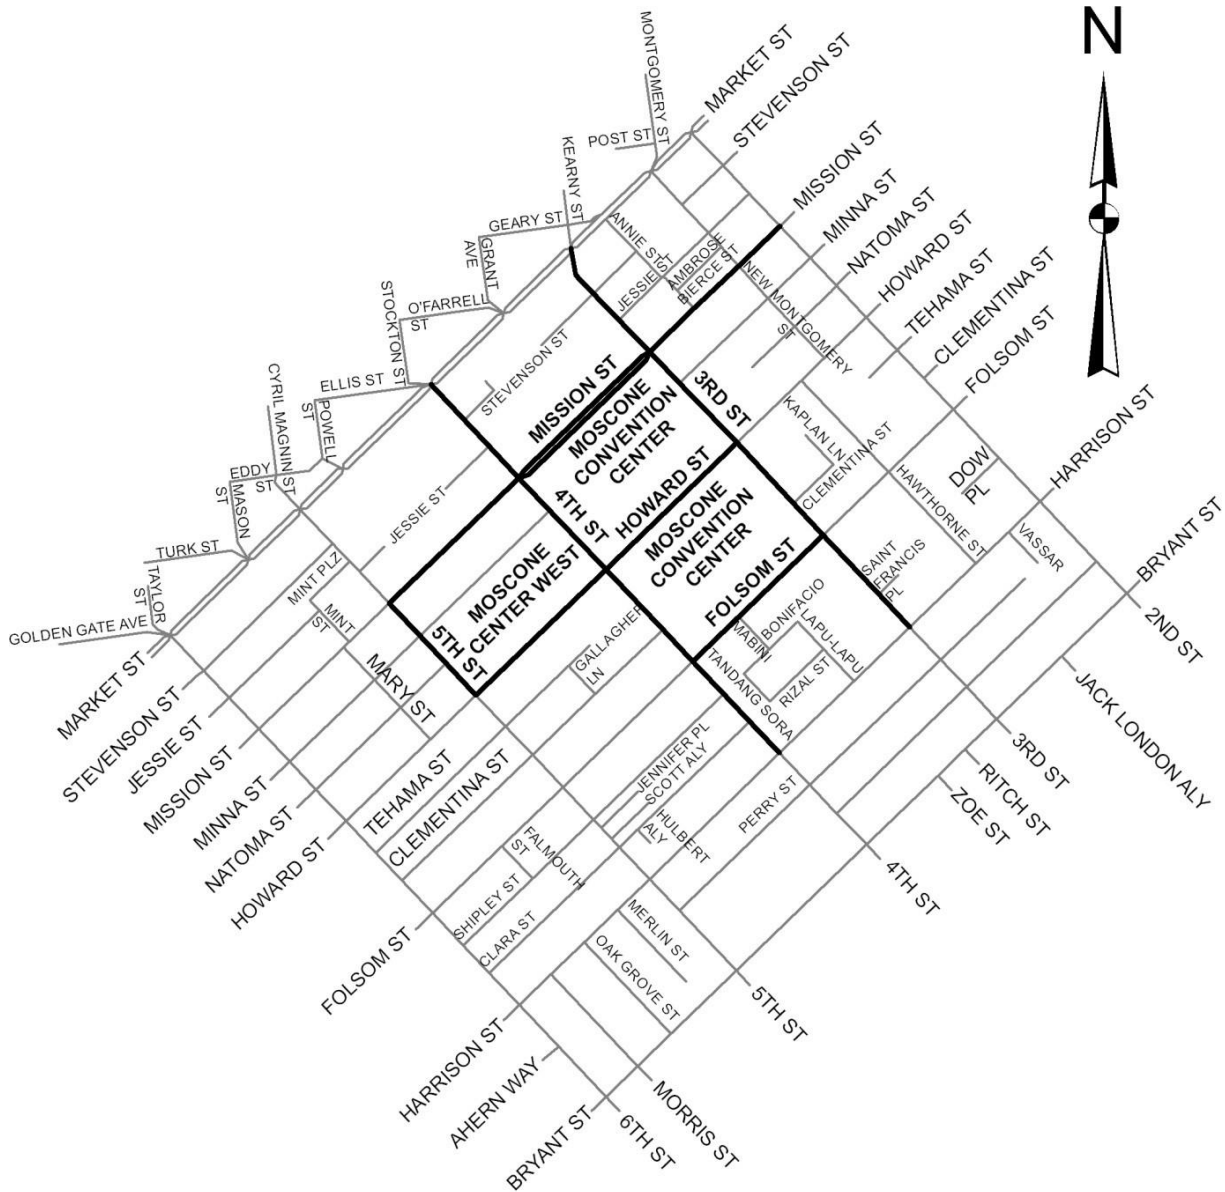 N
MONTGOMERY ST
MARKET ST
POST ST
STEVENSON ST
KEARNY ST
MISSION ST
GEARY ST
GRANT
AVE
ANNIE ST
JESSIE ST
AMBROSE
BIERCE ST
MINNA ST
NATOMA ST
HOWARD ST
TEHAMA ST
CLEMENTINA ST
FOLSOM ST
HARRISON ST
BRYANT ST
NEW MONTGOMERY
ST
STOCKTON ST
O'FARRELL
ST
STEVENSON ST
CYRIL MAGNIN ST
ELLIS ST
POWELL
ST
EDDY
ST
MASON
ST
TURK ST
TAYLOR
ST
GOLDEN GATE AVE
MISSION ST
MOSCONE
CONVENTION
CENTER
3RD ST
HOWARD ST
4TH ST
MOSCONE
CONVENTION
CENTER
FOLSOM ST
MOSCONE
CENTER WEST
5TH ST
KAPLAN LN
CLEMENTINA ST
HAWTHORNE ST
DOW
PL
VASSAR
SAINT
FRANCIS
PL
JESSIE ST
MINT PLZ
MINT
ST
MARY ST
GALLAGHER
LN
MABINI
BONIFACIO
LAPU-LAPU
RIZAL ST
TANDANG SORA
2ND ST
JACK LONDON ALY
3RD ST
RITCH ST
ZOE ST
4TH ST
MARKET ST
STEVENSON ST
JESSIE ST
MISSION ST
MINNA ST
NATOMA ST
HOWARD ST
TEHAMA ST
CLEMENTINA ST
JENNIFER PL
SCOTT ALY
HULBERT
ALY
PERRY ST
FALMOUTH
ST
SHIPLEY ST
CLARA ST
FOLSOM ST
MERLIN ST
OAK GROVE ST
5TH ST
HARRISON ST
AHERN WAY
BRYANT ST
6TH ST
MORRIS ST